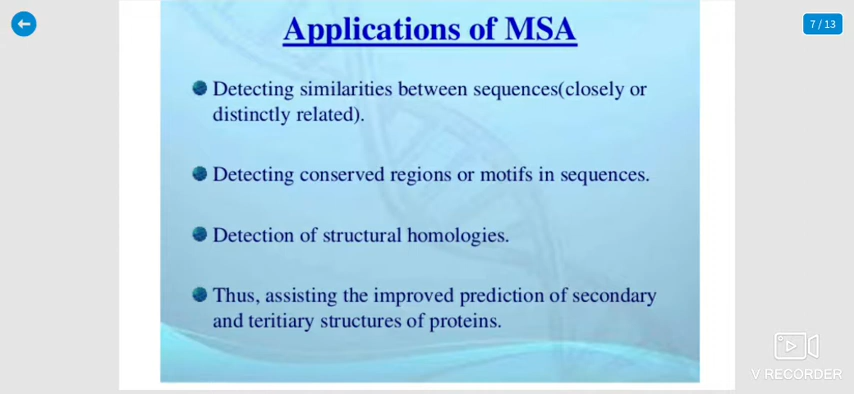 Applications of MSA
7 / 13
Detecting similarities between sequences(closely or
distinctly related).
Detecting conserved regions or motifs in sequences.
Detection of structural homologies.
Thus, assisting the improved prediction of secondary
and teritiary structures of proteins.
V RECORDER